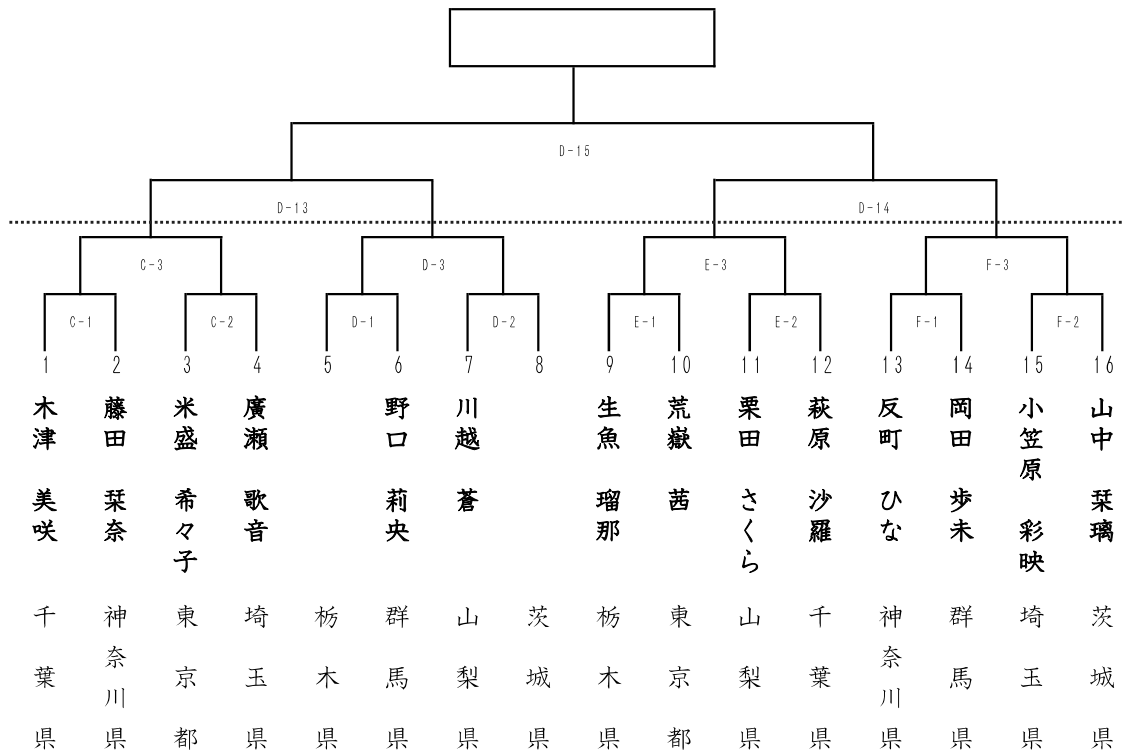 D-15
D-13 D-14
C-3 D-3 E-3 F-3
C-1 C-2 D-1 D-2 E-1 E-2 F-1 F-2
1 2 3 4 5 6 7 8 9 10 11 12 13 14 15 16
木津 美咲
藤田 栞奈
米盛 希々子
廣瀬 歌音
野口 莉央
川越 蒼
生魚 瑠那
荒嶽 茜
栗田 さくら
萩原 沙羅
反町 ひな
岡田 歩未
小笠原 彩映
山中 栞璃
千葉県
神奈川県
東京都
埼玉県
栃木県
群馬県
山梨県
茨城県
栃木県
東京都
山梨県
千葉県
神奈川県
群馬県
埼玉県
茨城県